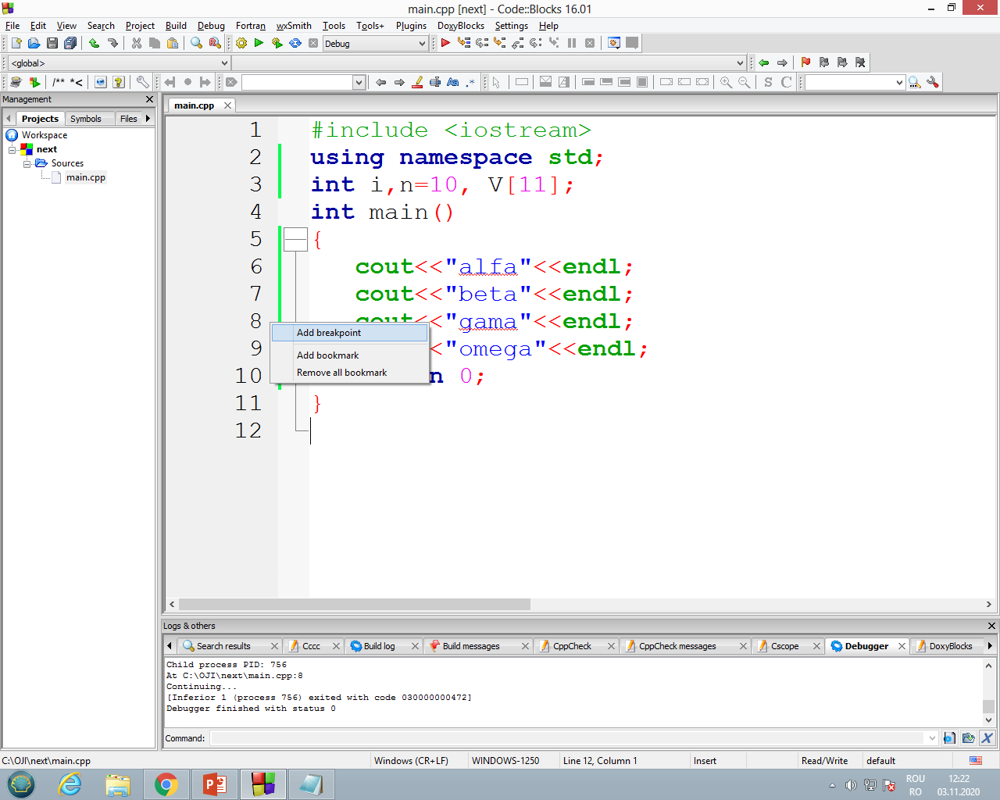 main.cpp [next] - Code::Blocks 16.01
File Edit View Search Project Build Debug Fortran wxSmith Tools Tools+ Plugins DoxyBlocks Settings Help
Debug
<global>
/** *<
Aa .*
S C
Management
main.cpp
Projects Symbols Files
Workspace
next
Sources
main.cpp
1 #include <iostream>
2 using namespace std;
3 int i,n=10, V[11];
4 int main()
5 {
6 cout<<"alfa"<<endl;
7 cout<<"beta"<<endl;
8 cout<<"gama"<<endl;
9 <"omega"<<endl;
10 n 0;
11 }
12
Add breakpoint
Add bookmark
Remove all bookmark
Logs & others
Search results Cccc Build log Build messages CppCheck CppCheck messages Cscope Debugger DoxyBlocks
Child process PID: 756
At C:\OJI\next\main.cpp:8
Continuing...
[Inferior 1 (process 756) exited with code 030000000472]
Debugger finished with status 0
Command:
C:\OJI\next\main.cpp Windows (CR+LF) WINDOWS-1250 Line 12, Column 1 Insert Read/Write default
ROU 12:22
RO 03.11.2020